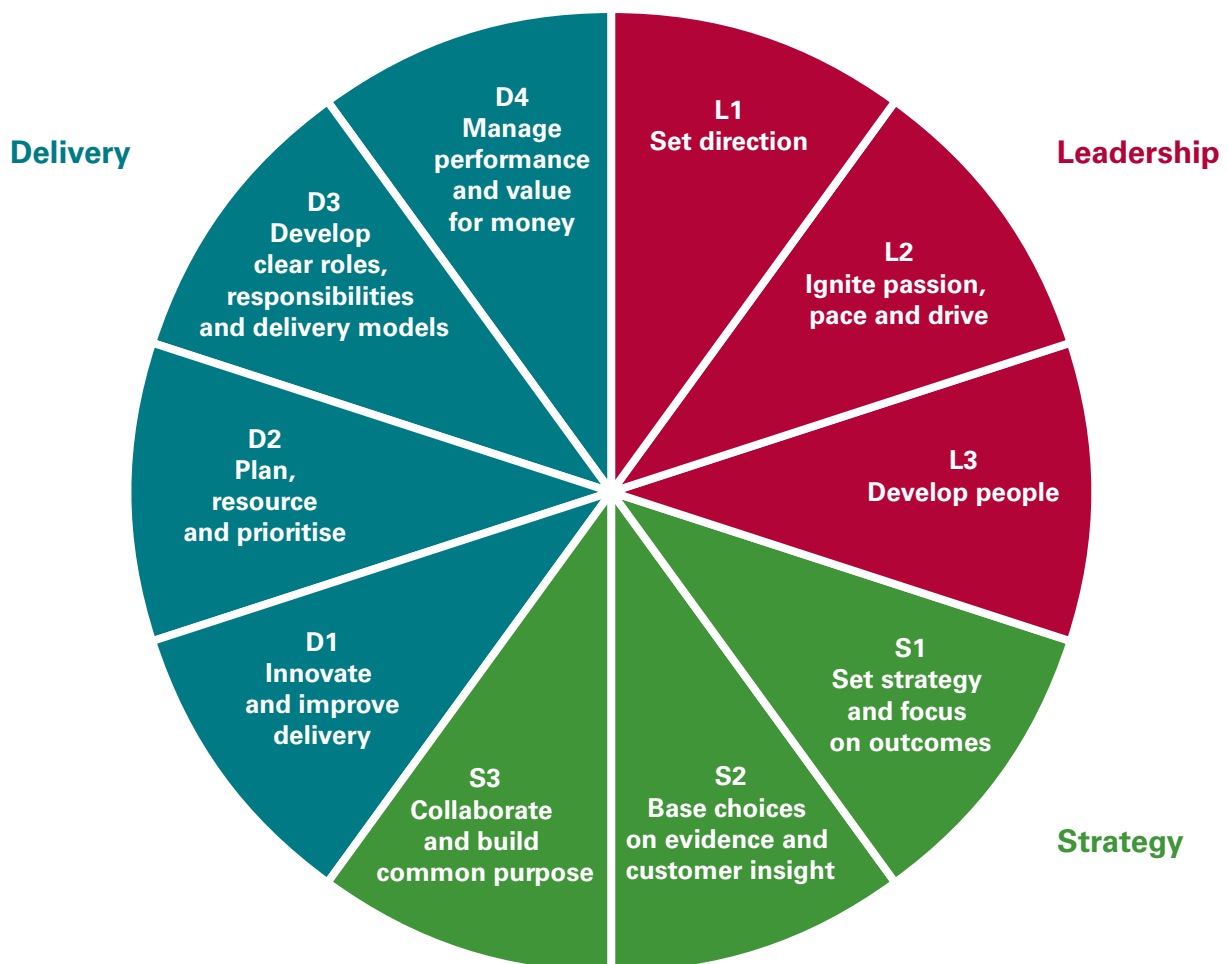 Delivery
Leadership
Strategy
L1
Set direction
L2
Ignite passion,
pace and drive
L3
Develop people
S1
Set strategy
and focus
on outcomes
S2
Base choices
on evidence and
customer insight
S3
Collaborate
and build
common purpose
D1
Innovate
and improve
delivery
D2
Plan,
resource
and prioritise
D3
Develop
clear roles,
responsibilities
and delivery models
D4
Manage
performance
and value
for money